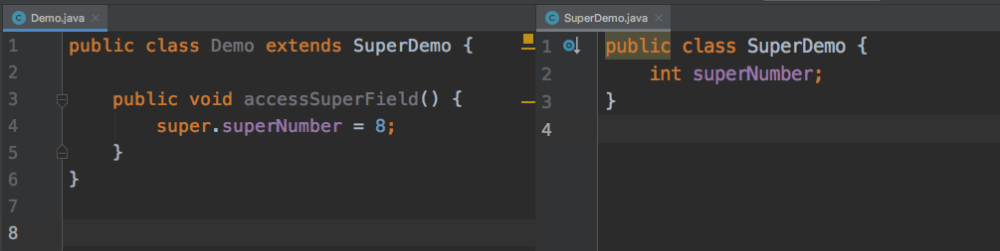 Demo.java
1 public class Demo extends SuperDemo {
2
3     public void accessSuperField() {
4         super.superNumber = 8;
5     }
6 }
7
8
SuperDemo.java
1 public class SuperDemo {
2     int superNumber;
3 }
4